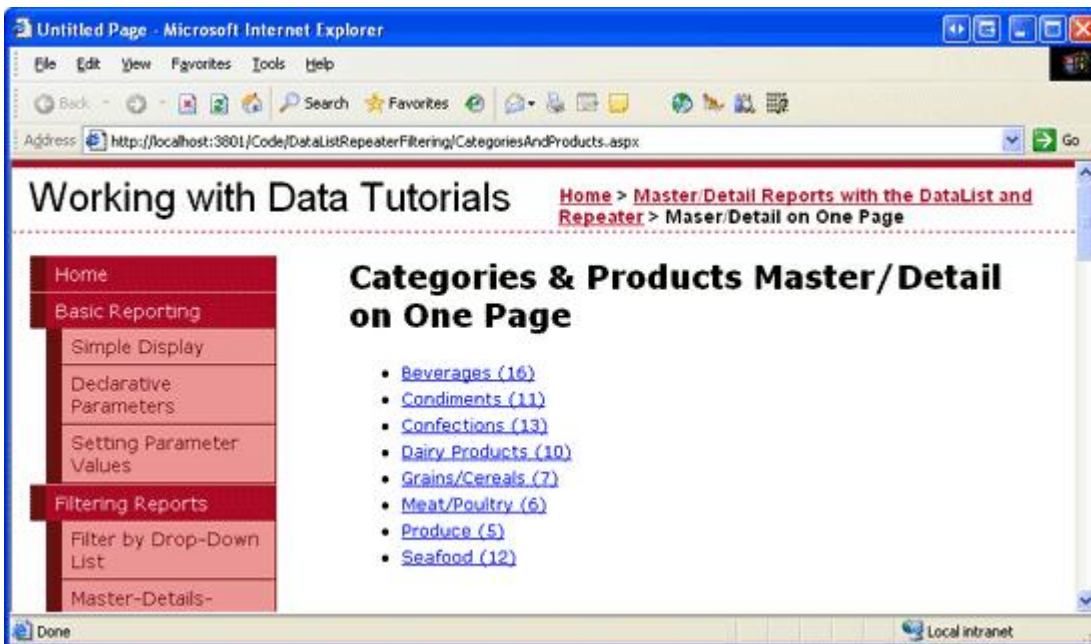 Untitled Page - Microsoft Internet Explorer
File Edit View Favorites Tools Help
Back Search Favorites
Address http://localhost:3801/Code/DataListRepeaterFiltering/CategoriesAndProducts.aspx Go
Working with Data Tutorials
Home > Master/Detail Reports with the DataList and
Repeater > Maser/Detail on One Page
Home
Basic Reporting
Simple Display
Declarative
Parameters
Setting Parameter
Values
Filtering Reports
Filter by Drop-Down
List
Master-Details-
Categories & Products Master/Detail
on One Page
Beverages (16)
Condiments (11)
Confections (13)
Dairy Products (10)
Grains/Cereals (7)
Meat/Poultry (6)
Produce (5)
Seafood (12)
Done
Local intranet